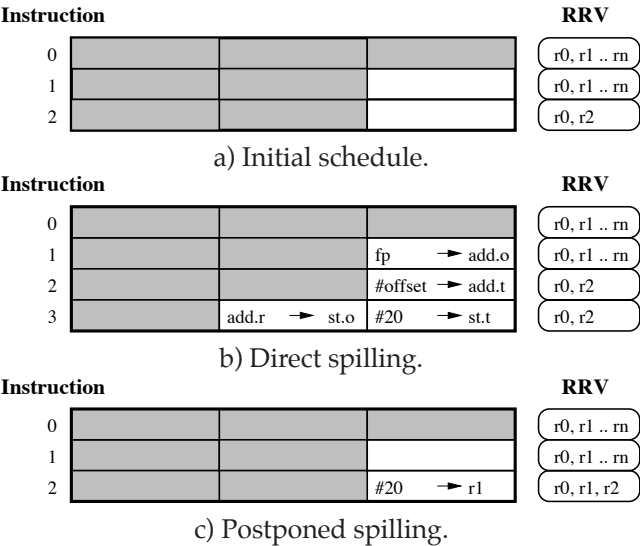 Instruction RRV
0 r0, r1 .. rn
1 r0, r1 .. rn
2 r0, r2
a) Initial schedule.
Instruction RRV
0 r0, r1 .. rn
1 fp → add.o r0, r1 .. rn
2 #offset → add.t r0, r2
3 add.r → st.o #20 → st.t r0, r2
b) Direct spilling.
Instruction RRV
0 r0, r1 .. rn
1 r0, r1 .. rn
2 #20 → r1 r0, r1, r2
c) Postponed spilling.